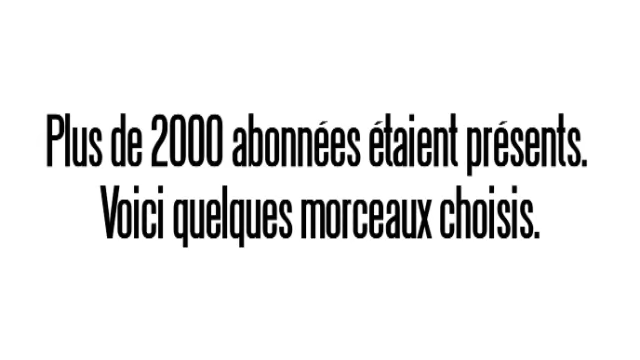 Plus de 2000 abonnées étaient présents.
Voici quelques morceaux choisis.